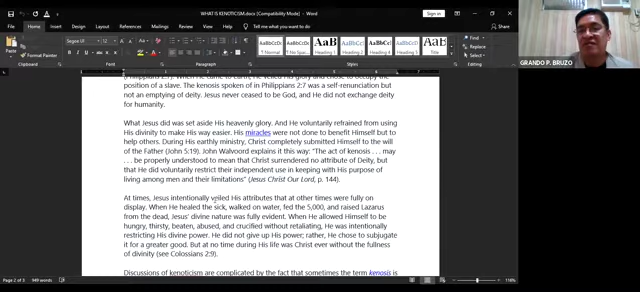 WHAT IS KENOTICISM.docx [Compatibility Mode] - Word
Sign in
File Home Insert Design Layout References Mailings Review View Help Tell me what you want to do
Paste
Format Painter
Segoe UI 12
AaBbCcDc AaBbCcDc AaBb AaBbCcD AaBbCcD AaBbCcD AaB
¶ Normal ¶ No Spac... Heading 1 Heading 2 Heading 4 Heading 5 Title
Find
Replace
Select
Clipboard Font Paragraph Styles Editing
GRANDO P. BRUZO
position of a slave. The kenosis spoken of in Philippians 2:7 was a self-renunciation but
not an emptying of deity. Jesus never ceased to be God, and He did not exchange deity
for humanity.
What Jesus did was set aside His heavenly glory. And He voluntarily refrained from using
His divinity to make His way easier. His miracles were not done to benefit Himself but to
help others. During His earthly ministry, Christ completely submitted Himself to the will
of the Father (John 5:19). John Walvoord explains it this way: “The act of kenosis . . . may
. . . be properly understood to mean that Christ surrendered no attribute of Deity, but
that He did voluntarily restrict their independent use in keeping with His purpose of
living among men and their limitations” (Jesus Christ Our Lord, p. 144).
At times, Jesus intentionally veiled His attributes that at other times were fully on
display. When He healed the sick, walked on water, fed the 5,000, and raised Lazarus
from the dead, Jesus’ divine nature was fully evident. When He allowed Himself to be
hungry, thirsty, beaten, abused, and crucified without retaliating, He was intentionally
restricting His divine power. He did not give up His power; rather, He chose to subjugate
it for a greater good. But at no time during His life was Christ ever without the fullness
of divinity (see Colossians 2:9).
Discussions of kenoticism are complicated by the fact that sometimes the term kenosis is
Page 2 of 3 949 words
118%